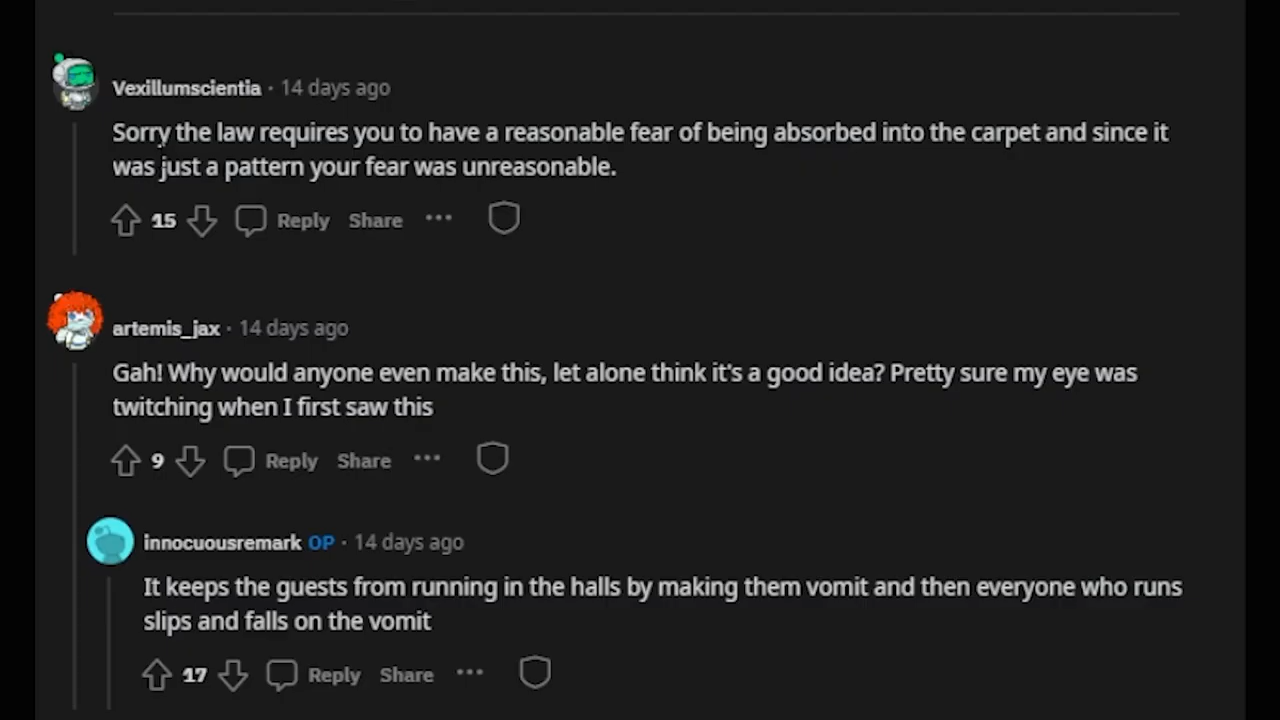 Vexillumscientia · 14 days ago
Sorry the law requires you to have a reasonable fear of being absorbed into the carpet and since it
was just a pattern your fear was unreasonable.
15 Reply Share ···
artemis_jax · 14 days ago
Gah! Why would anyone even make this, let alone think it's a good idea? Pretty sure my eye was
twitching when I first saw this
9 Reply Share ···
innocuousremark OP · 14 days ago
It keeps the guests from running in the halls by making them vomit and then everyone who runs
slips and falls on the vomit
17 Reply Share ···